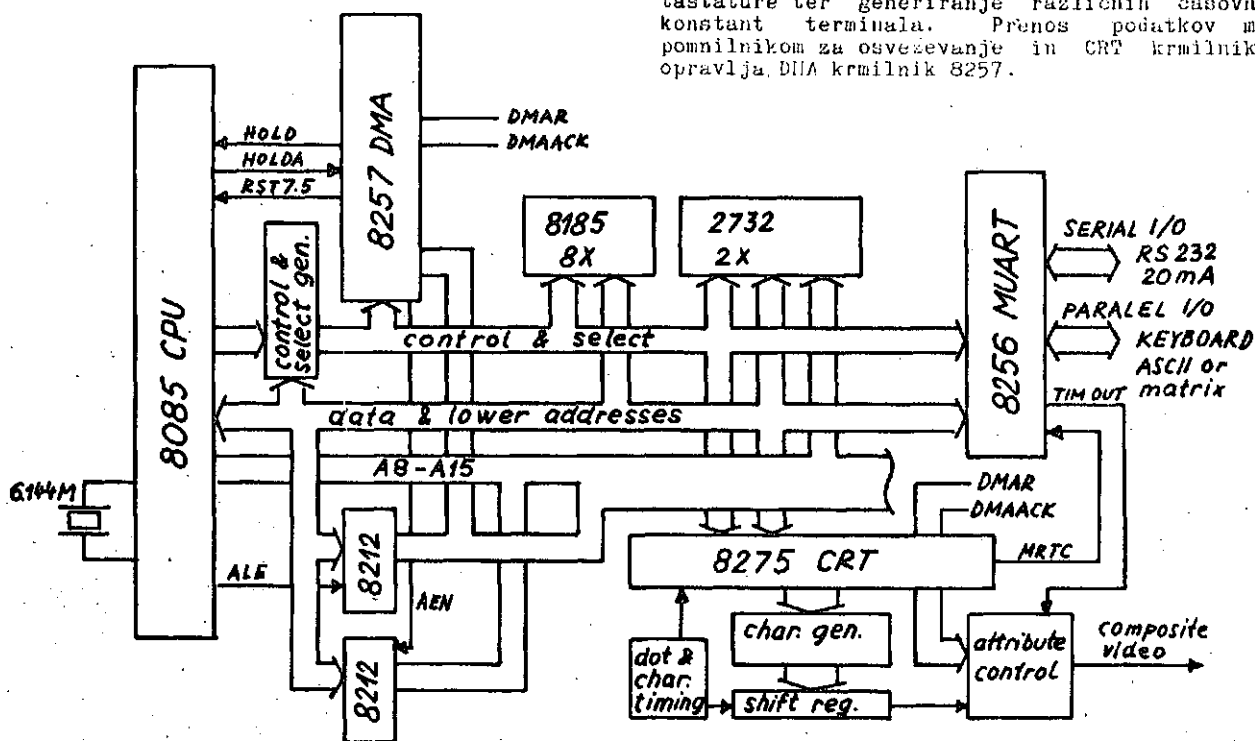 tastature ter generiranje različnih časovn
konstant terminala. Prenos podatkov m
pomnilnikom za osveževanje in CRT krmilnik
opravlja DMA krmilnik 8257.
8085 CPU
HOLD
HOLDA
RST7.5
8257 DMA
DMAR
DMAACK
control &
select gen.
8185
8X
2732
2X
8256 MUART
SERIAL I/O
RS 232
20mA
PARALEL I/O
KEYBOARD
ASCII or
matrix
TIM OUT
control & select
data & lower addresses
A8-A15
6.144M
ALE
8212
AEN
8212
DMAR
DMAACK
MRTC
8275 CRT
char. gen.
dot &
char.
timing
shift reg.
attribute
control
composite
video